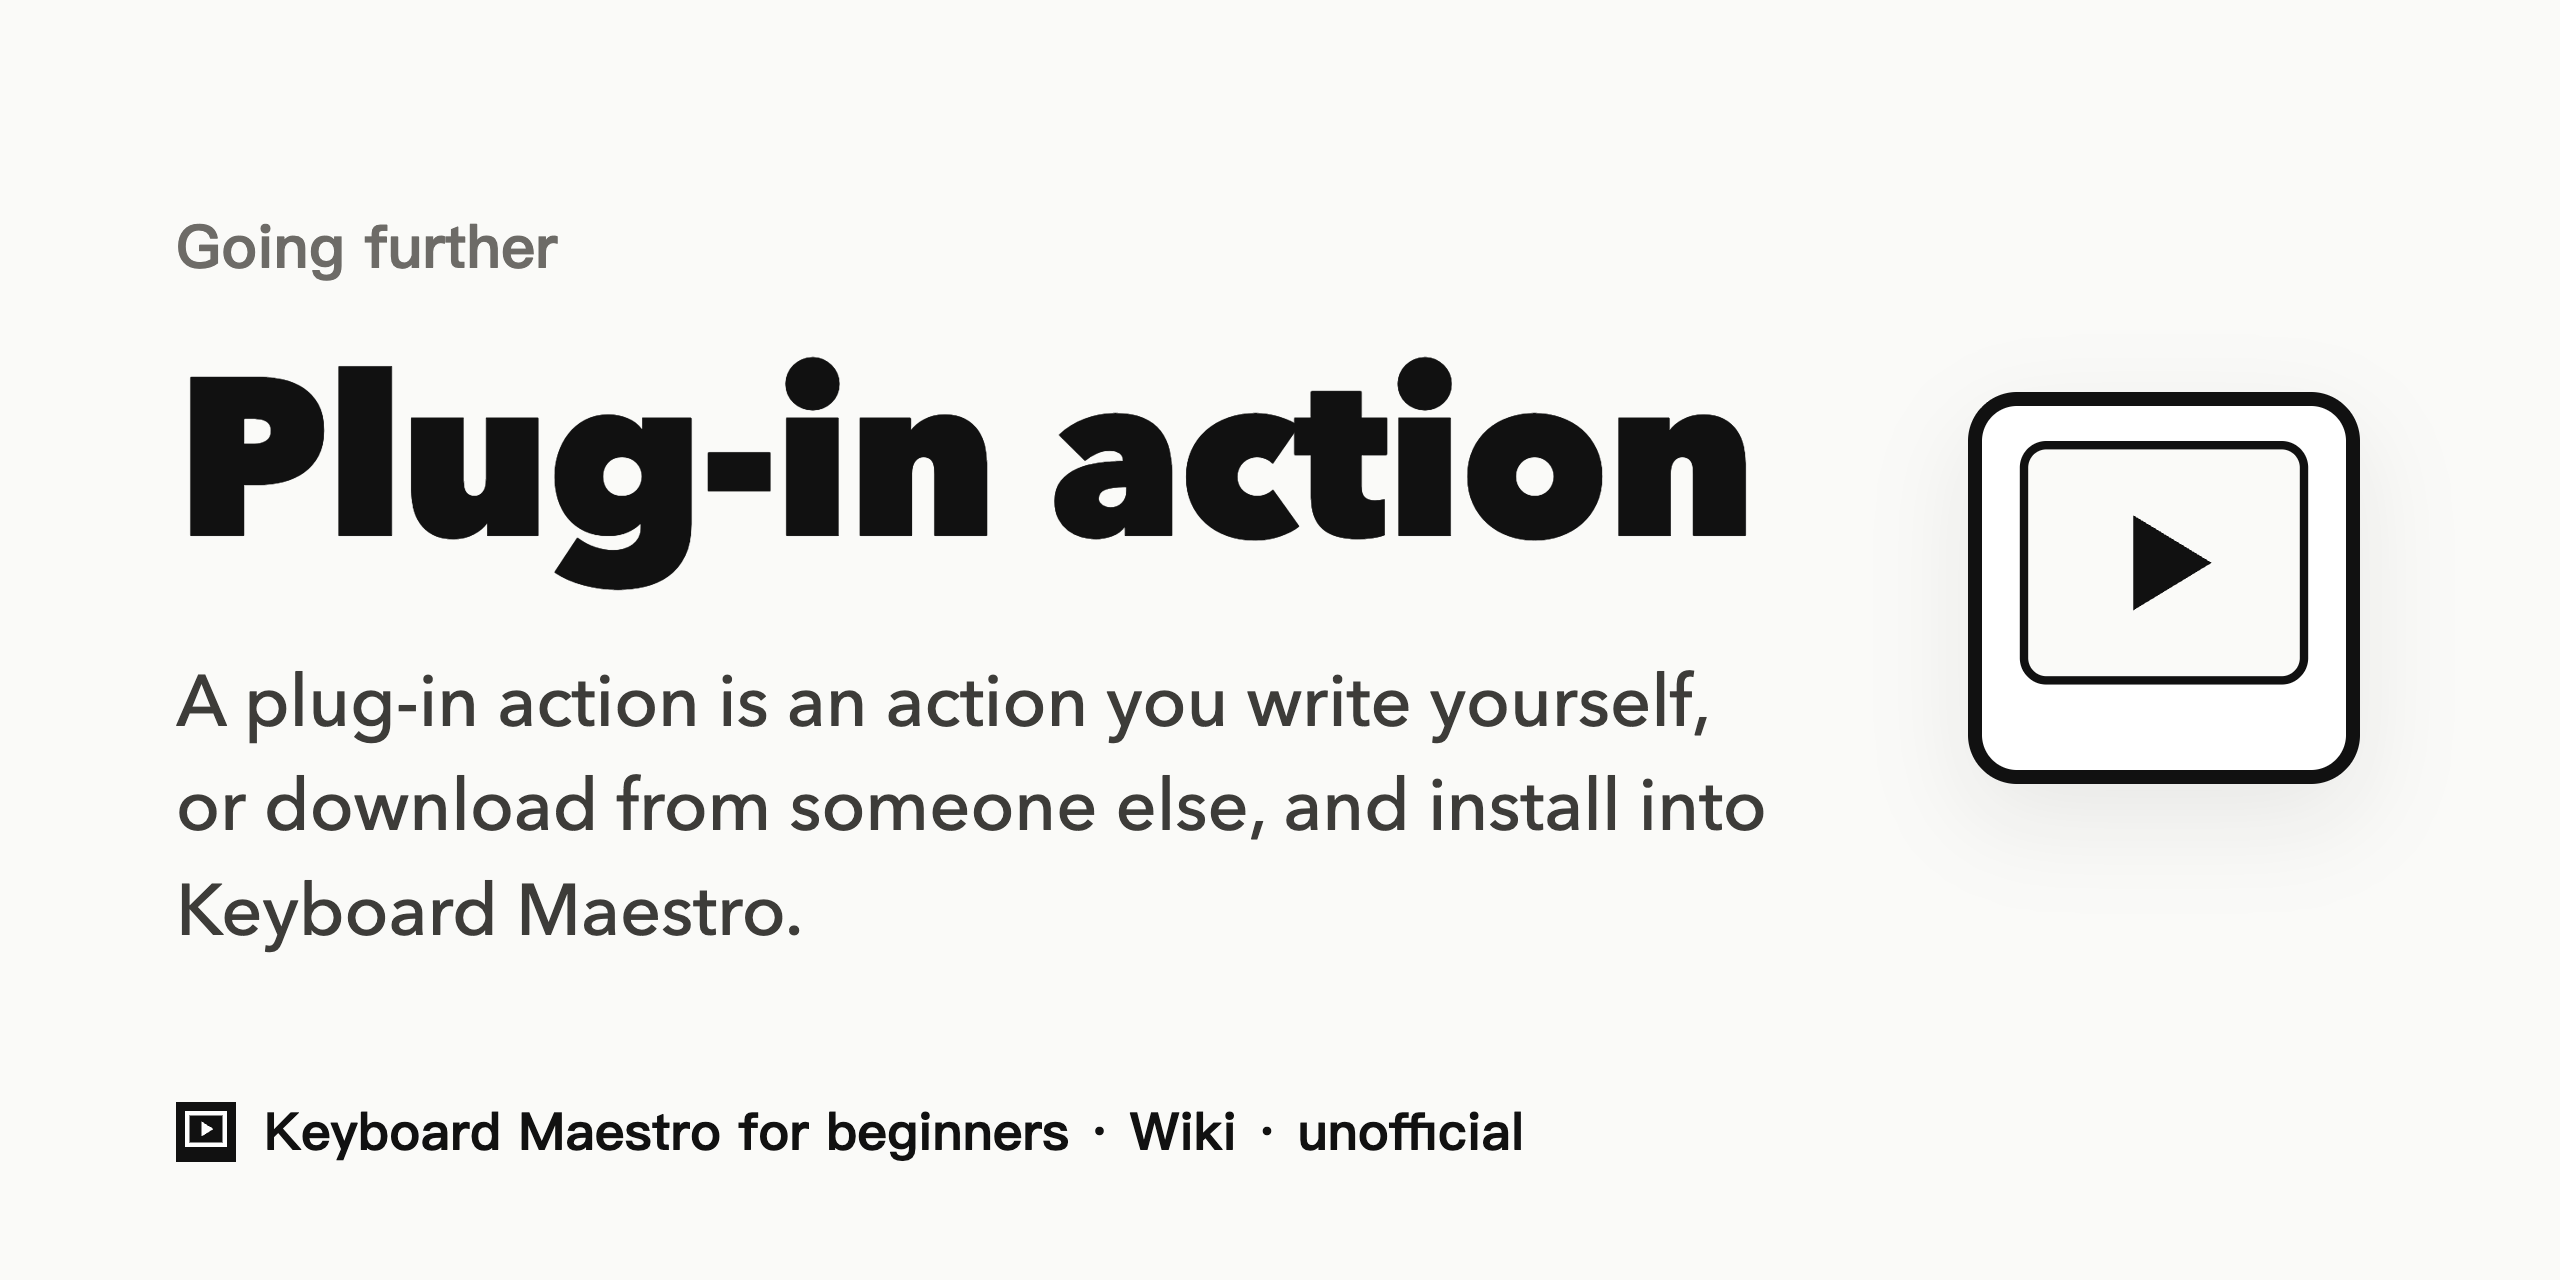 Going further
Plug-in action
A plug-in action is an action you write yourself,
or download from someone else, and install into
Keyboard Maestro.
Keyboard Maestro for beginners · Wiki · unofficial